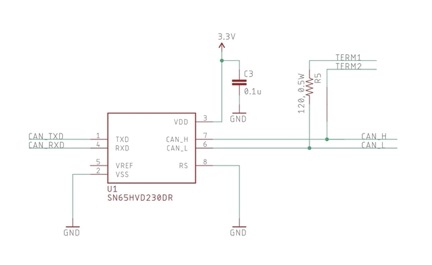 3.3V
TERM1
TERM2
C3
0.1u
120, 0.5W
R5
GND
VDD 3
CAN_TXD 1 TXD CAN_H 7 CAN_H
CAN_RXD 4 RXD CAN_L 6 CAN_L
5 VREF RS 8
2 VSS
U1
SN65HVD230DR
GND
GND